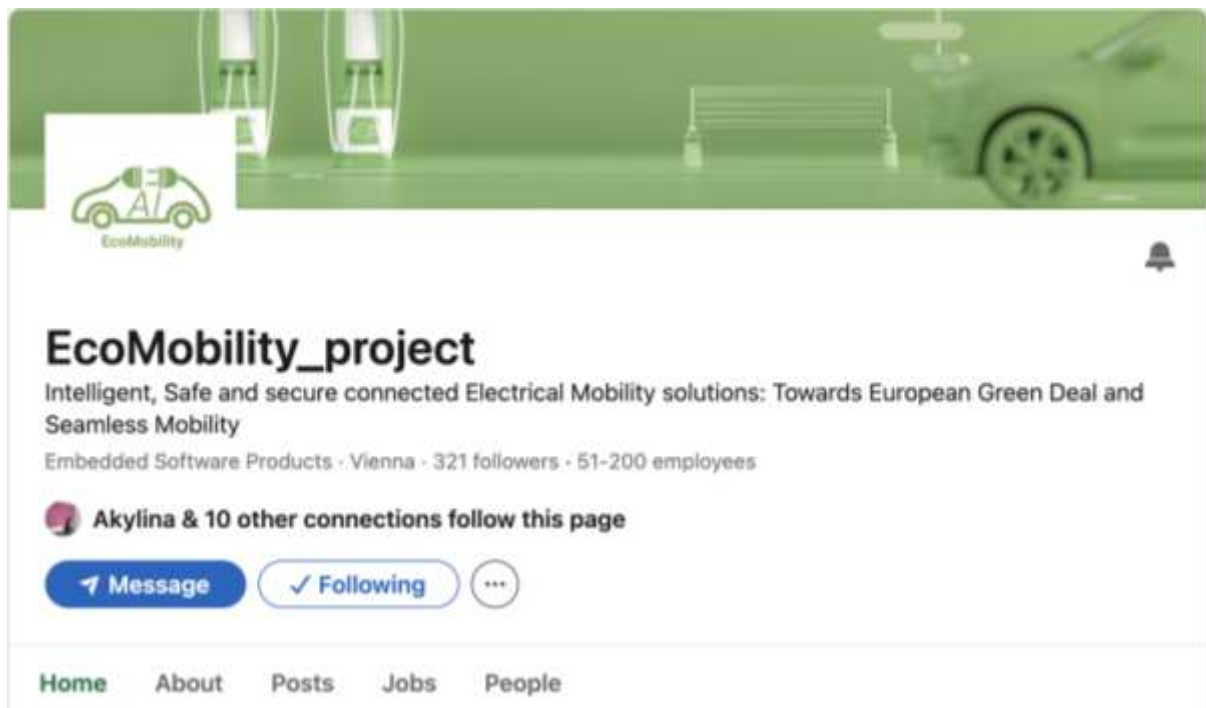 AI
EcoMobility
EcoMobility_project
Intelligent, Safe and secure connected Electrical Mobility solutions: Towards European Green Deal and
Seamless Mobility
Embedded Software Products · Vienna · 321 followers · 51-200 employees
Akylina & 10 other connections follow this page
Message
Following
Home About Posts Jobs People